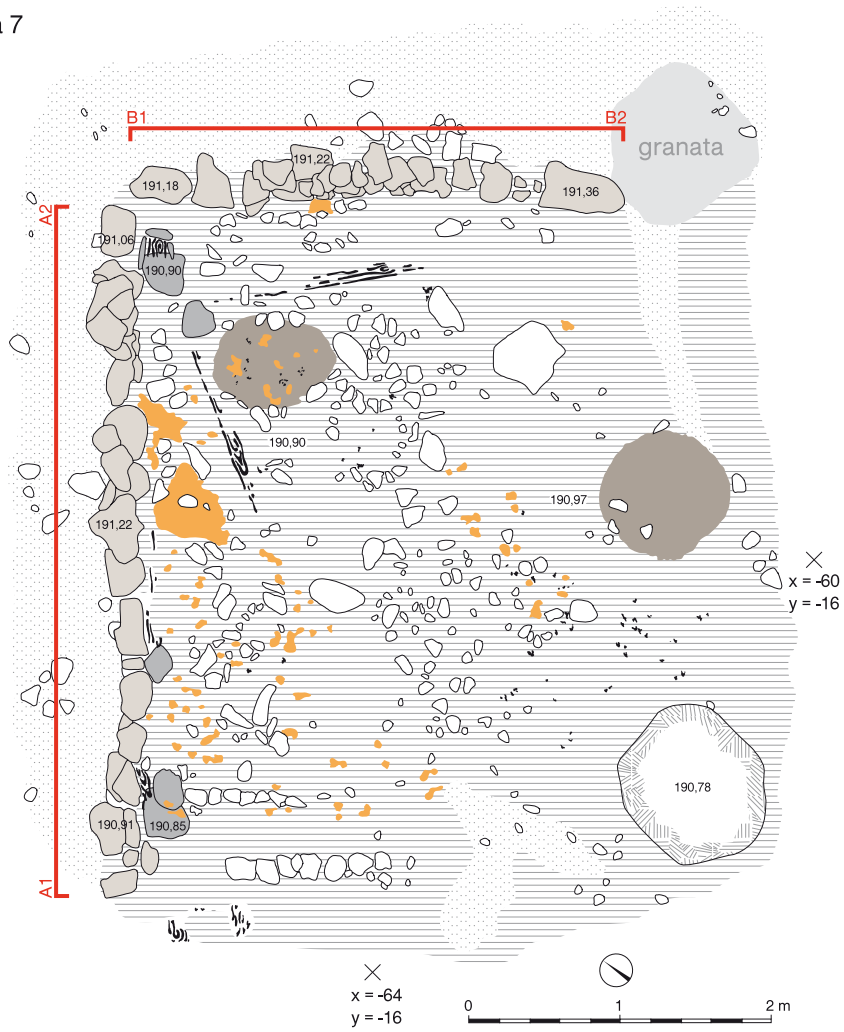 7
B1
B2
granata
191,22
191,18
191,36
A2
191,06
190,90
190,90
190,97
191,22
x = -60
y = -16
190,78
190,91
190,85
A1
x = -64
y = -16
0
1
2 m